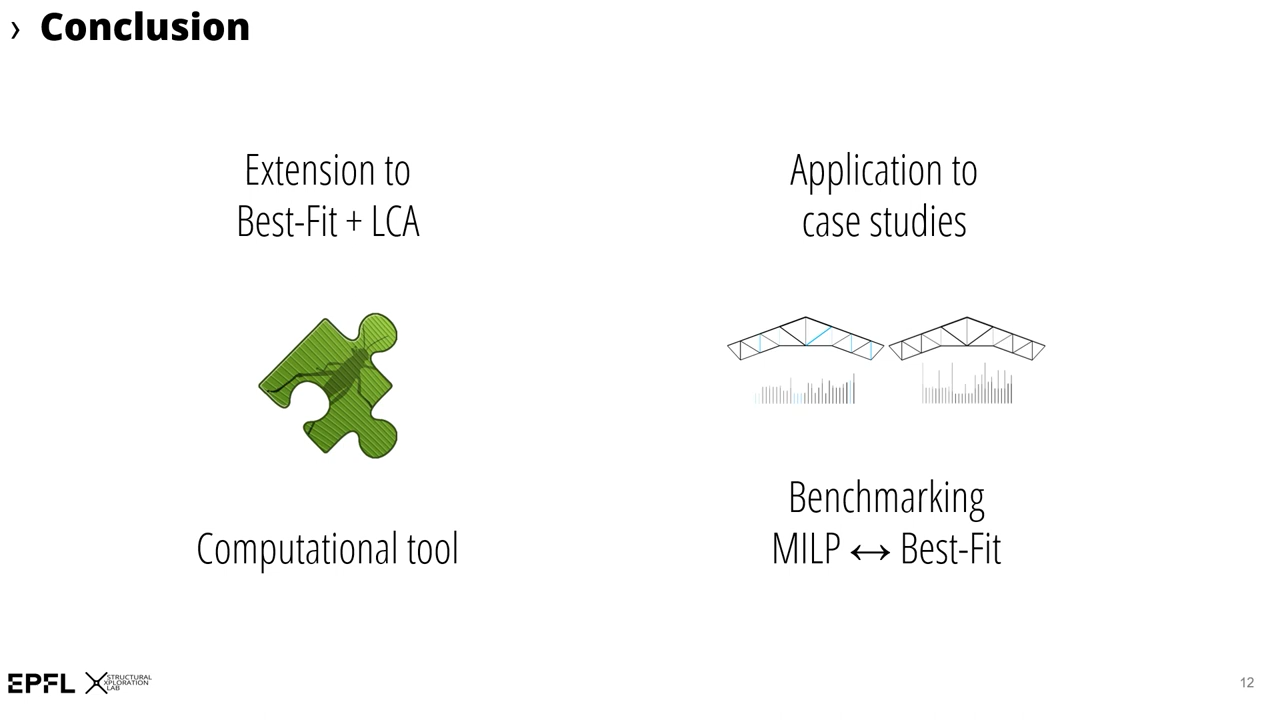 › Conclusion
Extension to
Best-Fit + LCA
Computational tool
Application to
case studies
Benchmarking
MILP ↔ Best-Fit
EPFL
STRUCTURAL
XPLORATION
LAB
12